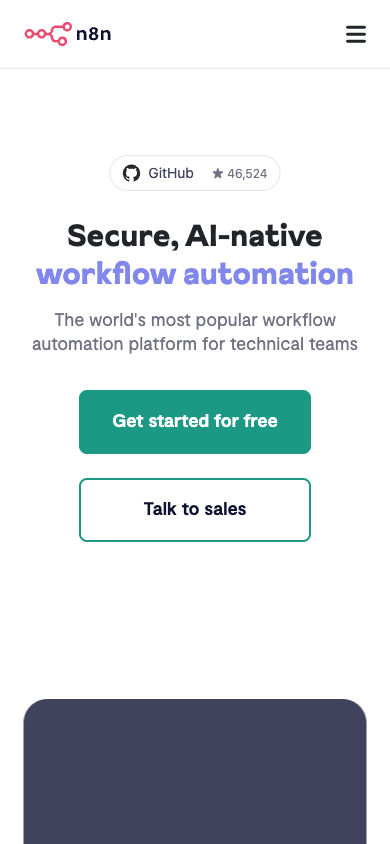 n8n
GitHub ★ 46,524
Secure, AI-native
workflow automation
The world's most popular workflow
automation platform for technical teams
Get started for free
Talk to sales